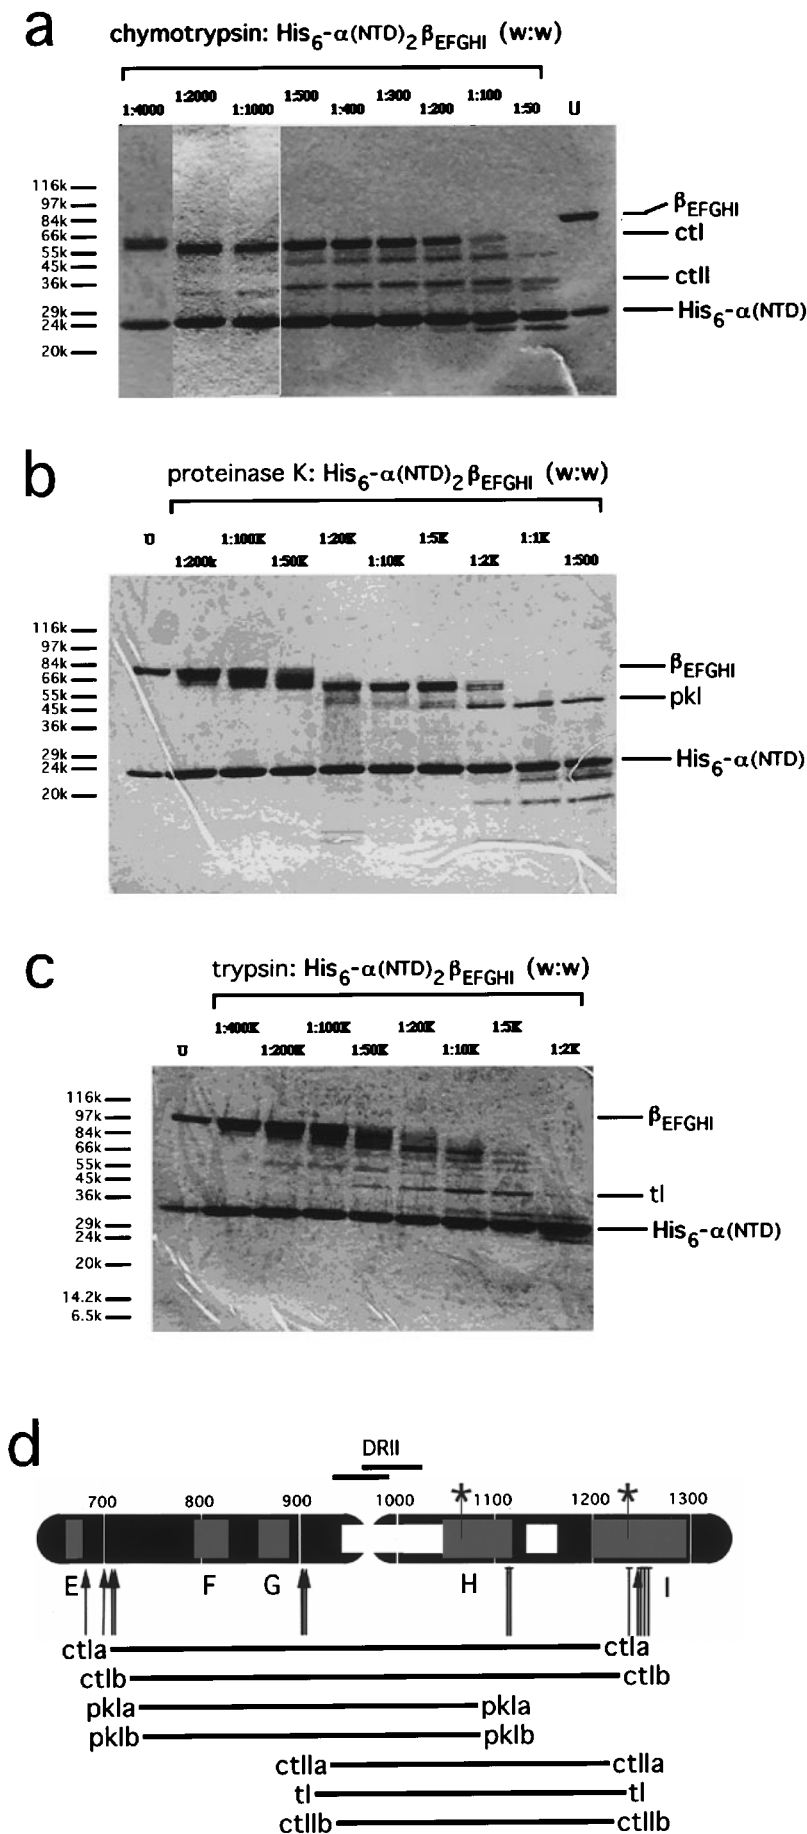 a
chymotrypsin: His6-α(NTD)2βEFGHI (w:w)
1:4000 1:2000 1:1000 1:500 1:400 1:300 1:200 1:100 1:50 U
116k
97k
84k
66k
55k
45k
36k
29k
24k
20k
βEFGHI
ctI
ctII
His6-α(NTD)
b
proteinase K: His6-α(NTD)2βEFGHI (w:w)
U 1:200k 1:100K 1:50K 1:20K 1:10K 1:5K 1:2K 1:1K 1:500
116k
97k
84k
66k
55k
45k
36k
29k
24k
20k
βEFGHI
pkI
His6-α(NTD)
c
trypsin: His6-α(NTD)2βEFGHI (w:w)
U 1:400K 1:200K 1:100K 1:50K 1:20K 1:10K 1:5K 1:2K
116k
97k
84k
66k
55k
45k
36k
29k
24k
20k
14.2k
6.5k
βEFGHI
tI
His6-α(NTD)
d
DRII
700 800 900 1000 * 1100 1200 * 1300
E F G H I
ctIa ctIa
ctIb ctIb
pkIa pkIa
pkIb pkIb
ctIIa ctIIa
tI tI
ctIIb ctIIb